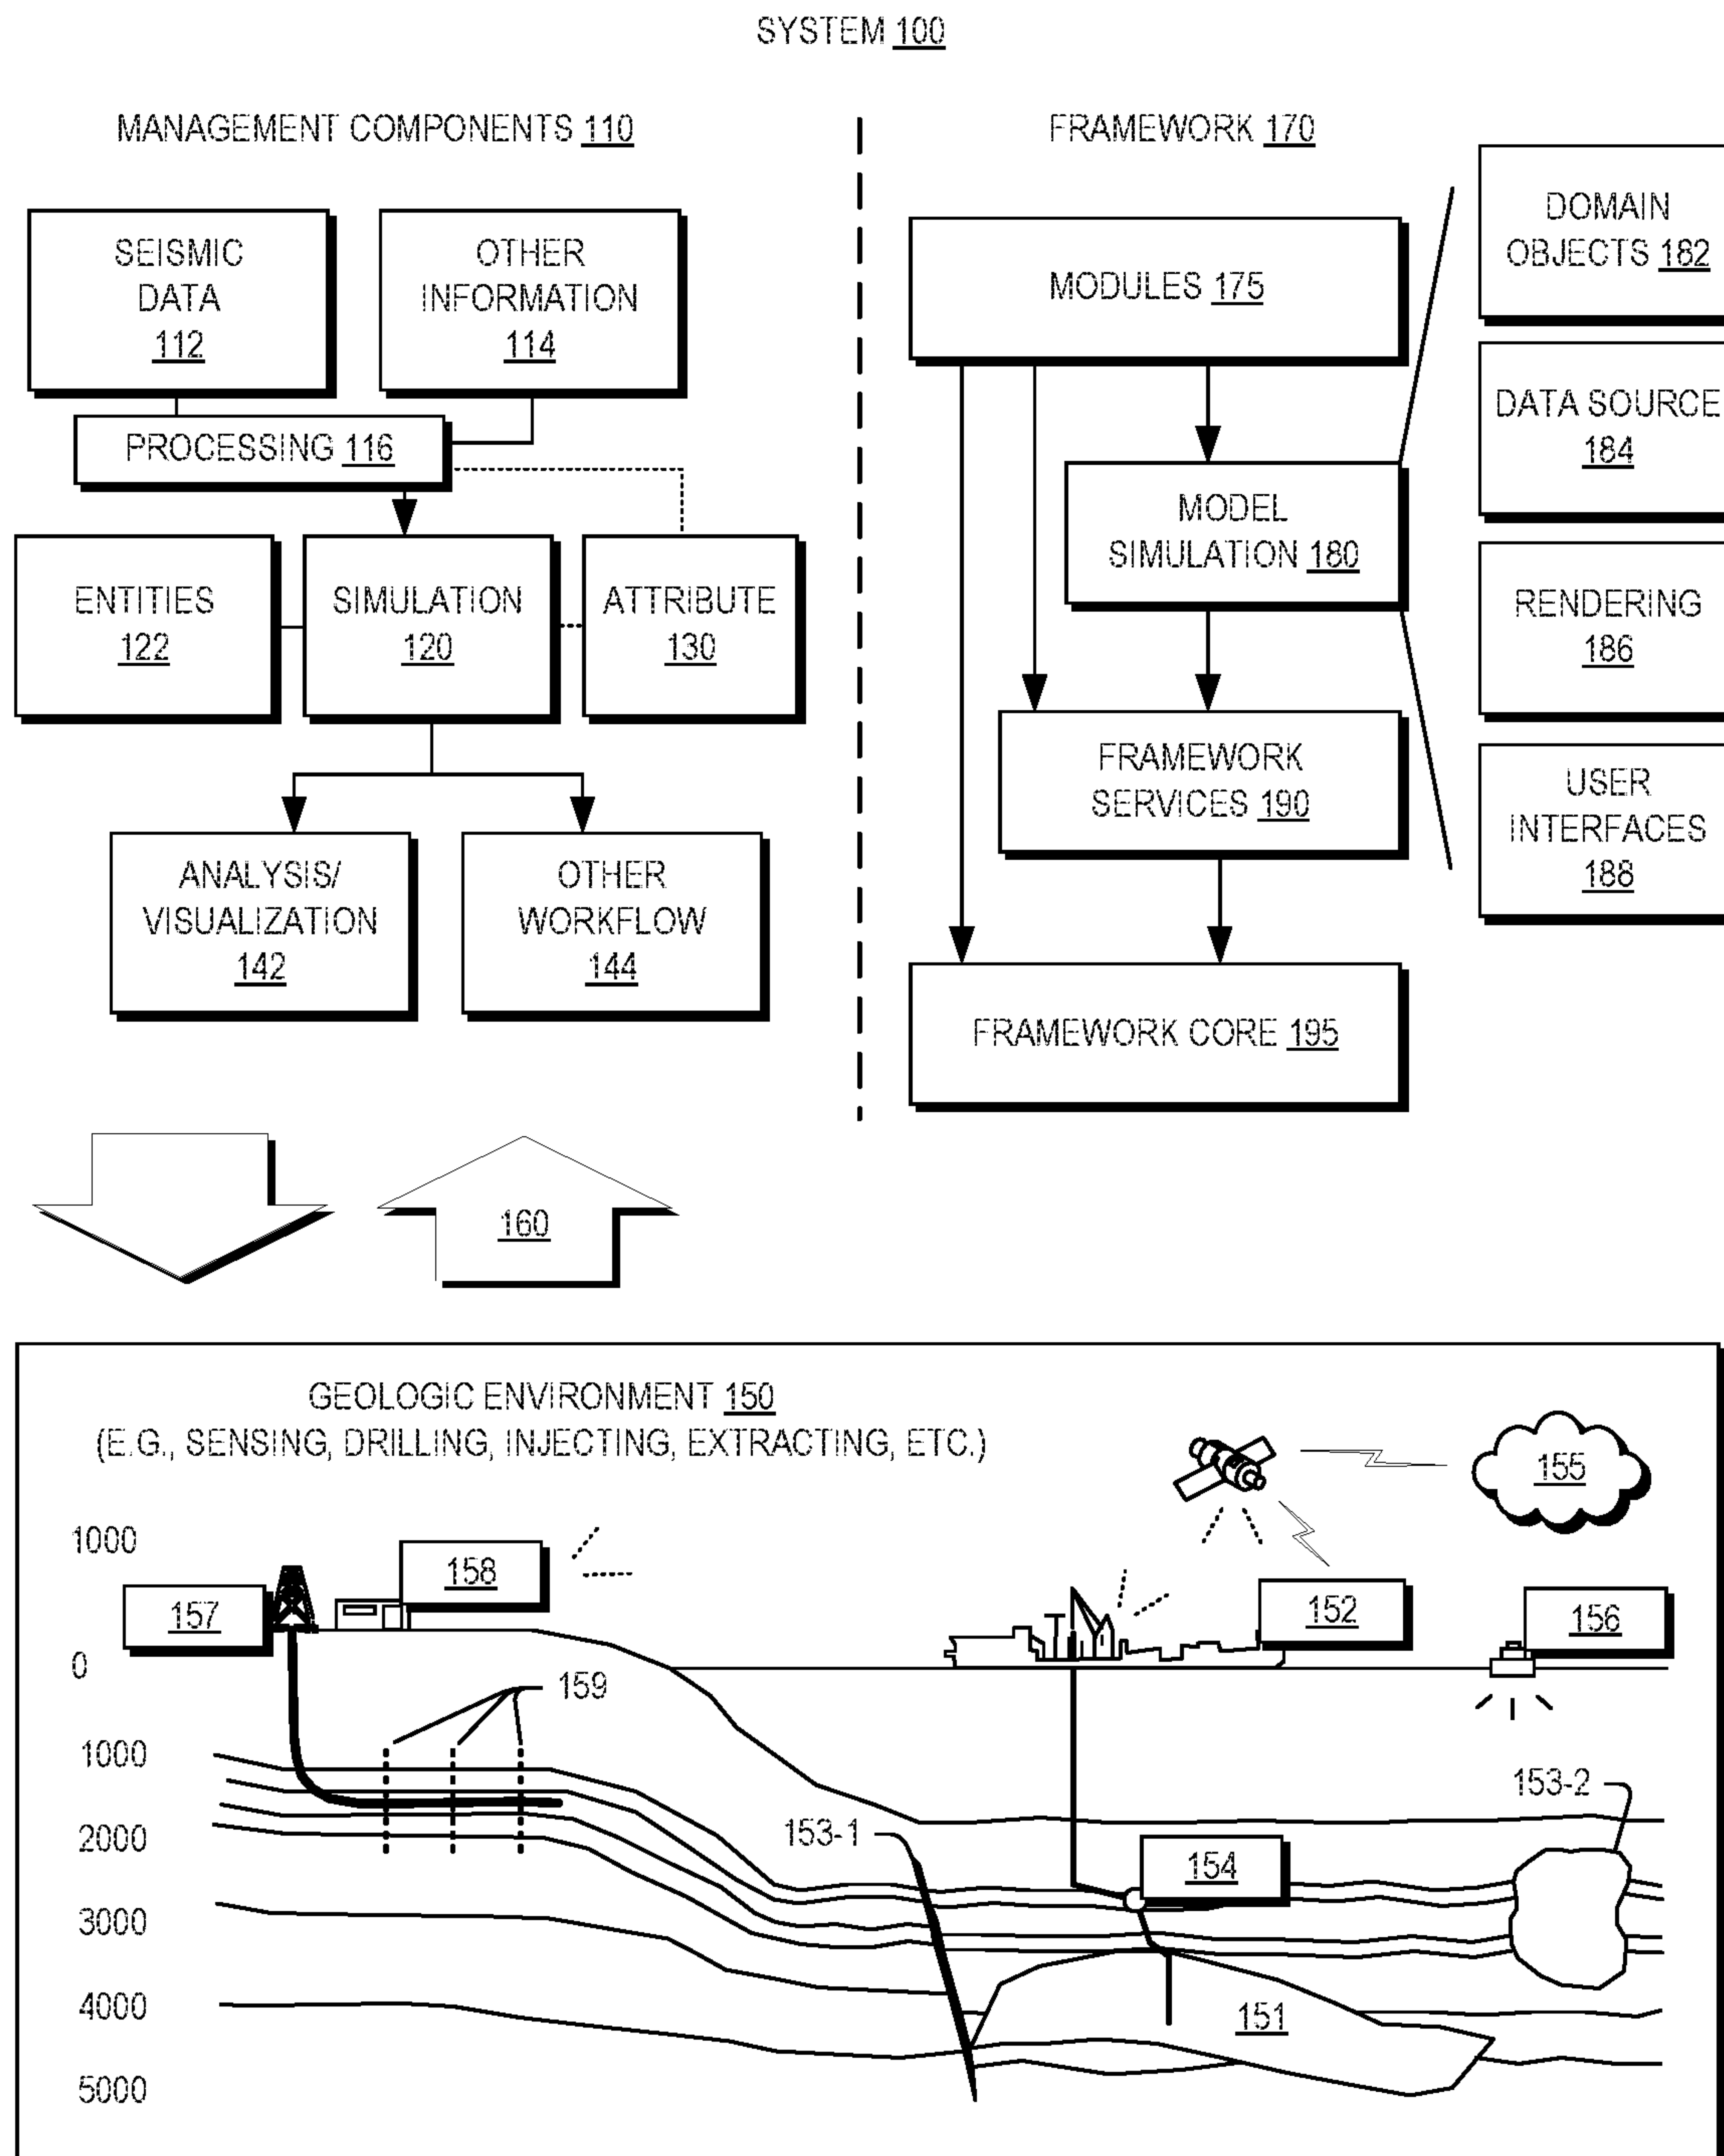 SYSTEM 100
MANAGEMENT COMPONENTS 110
SEISMIC
DATA
112
OTHER
INFORMATION
114
PROCESSING 116
ENTITIES
122
SIMULATION
120
ATTRIBUTE
130
ANALYSIS/
VISUALIZATION
142
OTHER
WORKFLOW
144
FRAMEWORK 170
MODULES 175
MODEL
SIMULATION 180
FRAMEWORK
SERVICES 190
FRAMEWORK CORE 195
DOMAIN
OBJECTS 182
DATA SOURCE
184
RENDERING
186
USER
INTERFACES
188
160
GEOLOGIC ENVIRONMENT 150
(E.G., SENSING, DRILLING, INJECTING, EXTRACTING, ETC.)
155
1000
158
157
152
156
0
159
1000
153-2
153-1
2000
154
3000
4000
151
5000